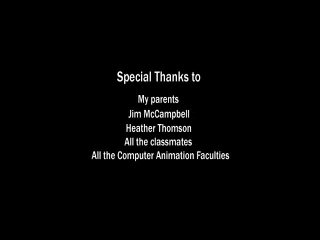 Special Thanks to
My parents
Jim McCampbell
Heather Thomson
All the classmates
All the Computer Animation Faculties